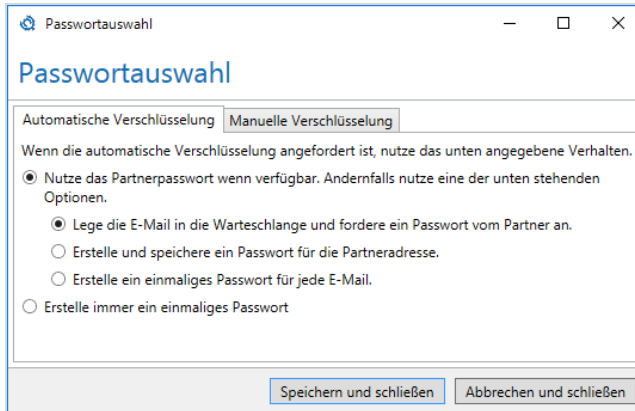 Passwortauswahl
Passwortauswahl
Automatische Verschlüsselung Manuelle Verschlüsselung
Wenn die automatische Verschlüsselung angefordert ist, nutze das unten angegebene Verhalten.
Nutze das Partnerpasswort wenn verfügbar. Andernfalls nutze eine der unten stehenden
Optionen.
Lege die E-Mail in die Warteschlange und fordere ein Passwort vom Partner an.
Erstelle und speichere ein Passwort für die Partneradresse.
Erstelle ein einmaliges Passwort für jede E-Mail.
Erstelle immer ein einmaliges Passwort
Speichern und schließen Abbrechen und schließen